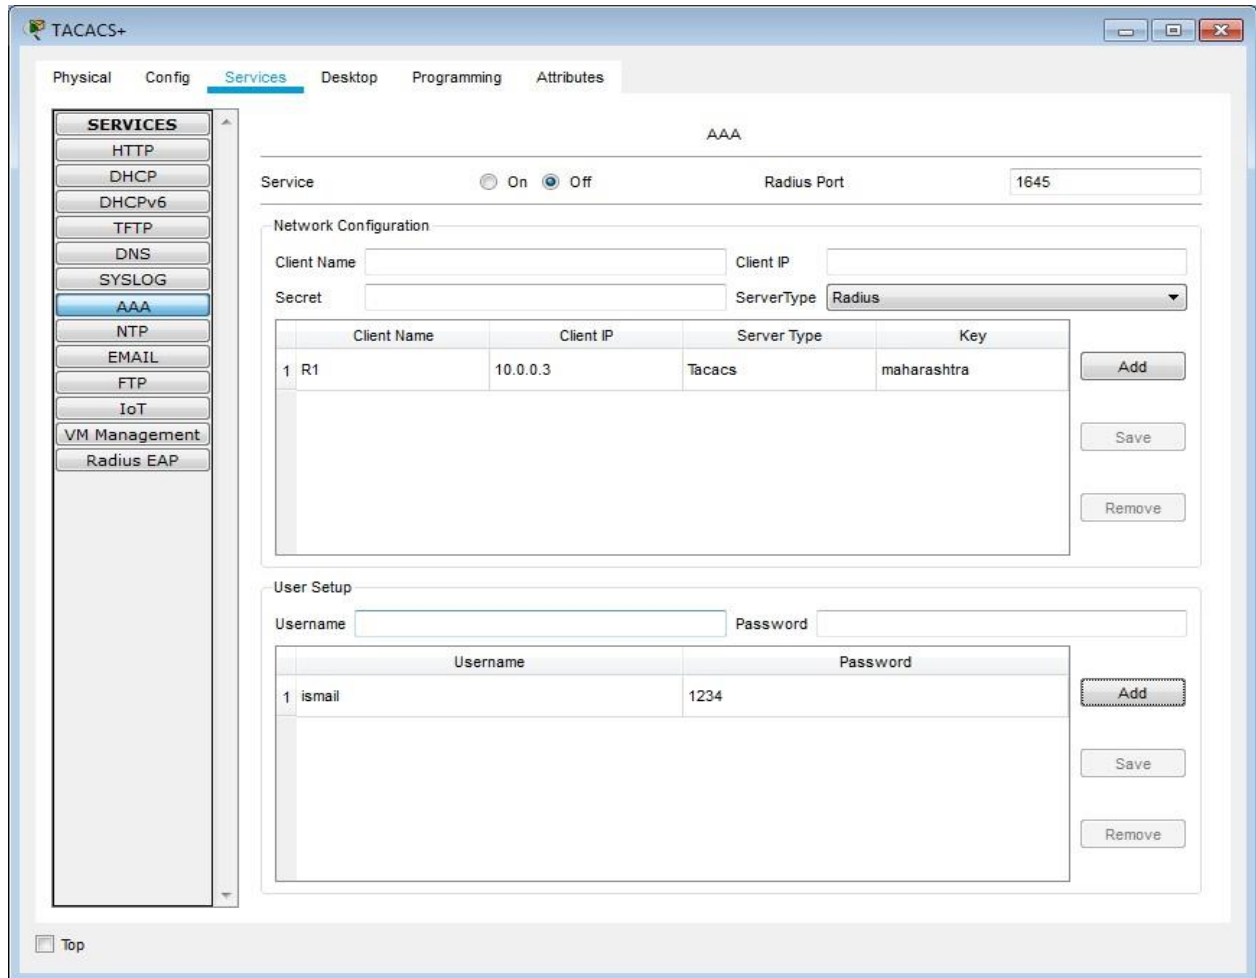 TACACS+
Physical Config Services Desktop Programming Attributes
SERVICES
HTTP
DHCP
DHCPv6
TFTP
DNS
SYSLOG
AAA
NTP
EMAIL
FTP
IoT
VM Management
Radius EAP
AAA
Service On Off Radius Port 1645
Network Configuration
Client Name Client IP
Secret ServerType Radius
Client Name Client IP Server Type Key
1 R1 10.0.0.3 Tacacs maharashtra
Add
Save
Remove
User Setup
Username Password
Username Password
1 ismail 1234
Add
Save
Remove
Top